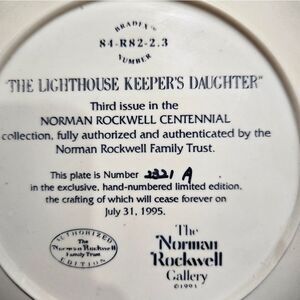 BRADEX
84-R82-2.3
NUMBER
"THE LIGHTHOUSE KEEPER'S DAUGHTER"
Third issue in the
NORMAN ROCKWELL CENTENNIAL
collection, fully authorized and authenticated by the
Norman Rockwell Family Trust.
This plate is Number 2321 A
in the exclusive, hand-numbered limited edition,
the crafting of which will cease forever on
July 31, 1995.
AUTHORIZED
The
Norman Rockwell
Family Trust
EDITION
The
Norman
Rockwell
Gallery